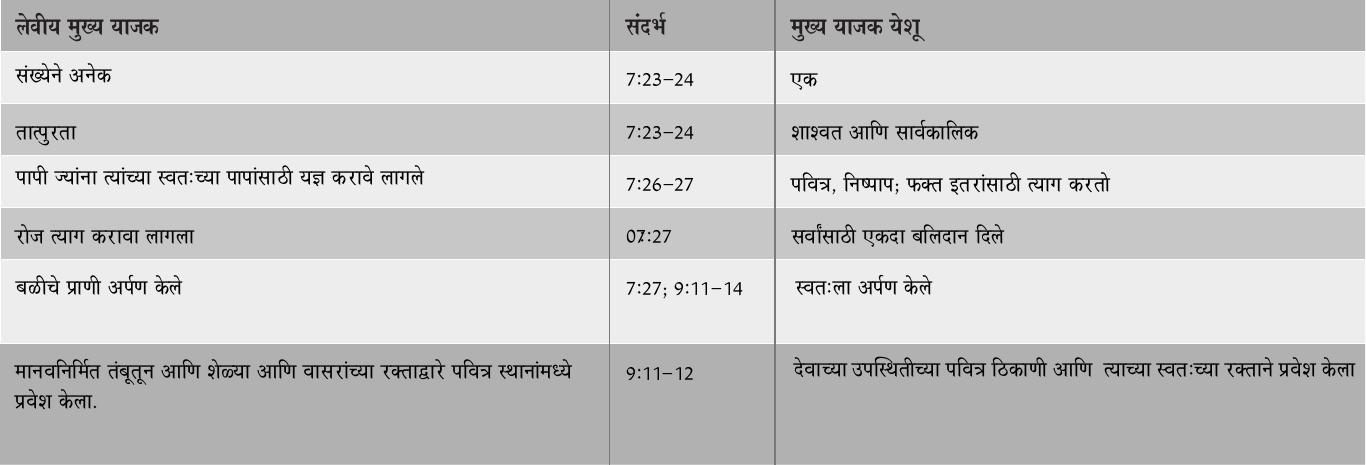 लेवीय मुख्य याजक संदर्भ मुख्य याजक येशू
संख्येने अनेक 7:23–24 एक
तात्पुरता 7:23–24 शाश्वत आणि सार्वकालिक
पापी ज्यांना त्यांच्या स्वतःच्या पापांसाठी यज्ञ करावे लागले 7:26–27 पवित्र, निष्पाप; फक्त इतरांसाठी त्याग करतो
रोज त्याग करावा लागला 07:27 सर्वांसाठी एकदा बलिदान दिले
बळीचे प्राणी अर्पण केले 7:27; 9:11–14 स्वतःला अर्पण केले
मानवनिर्मित तंबूतून आणि शेळ्या आणि वासरांच्या रक्ताद्वारे पवित्र स्थानांमध्ये 9:11–12 देवाच्या उपस्थितीच्या पवित्र ठिकाणी आणि त्याच्या स्वतःच्या रक्ताने प्रवेश केला
प्रवेश केला.